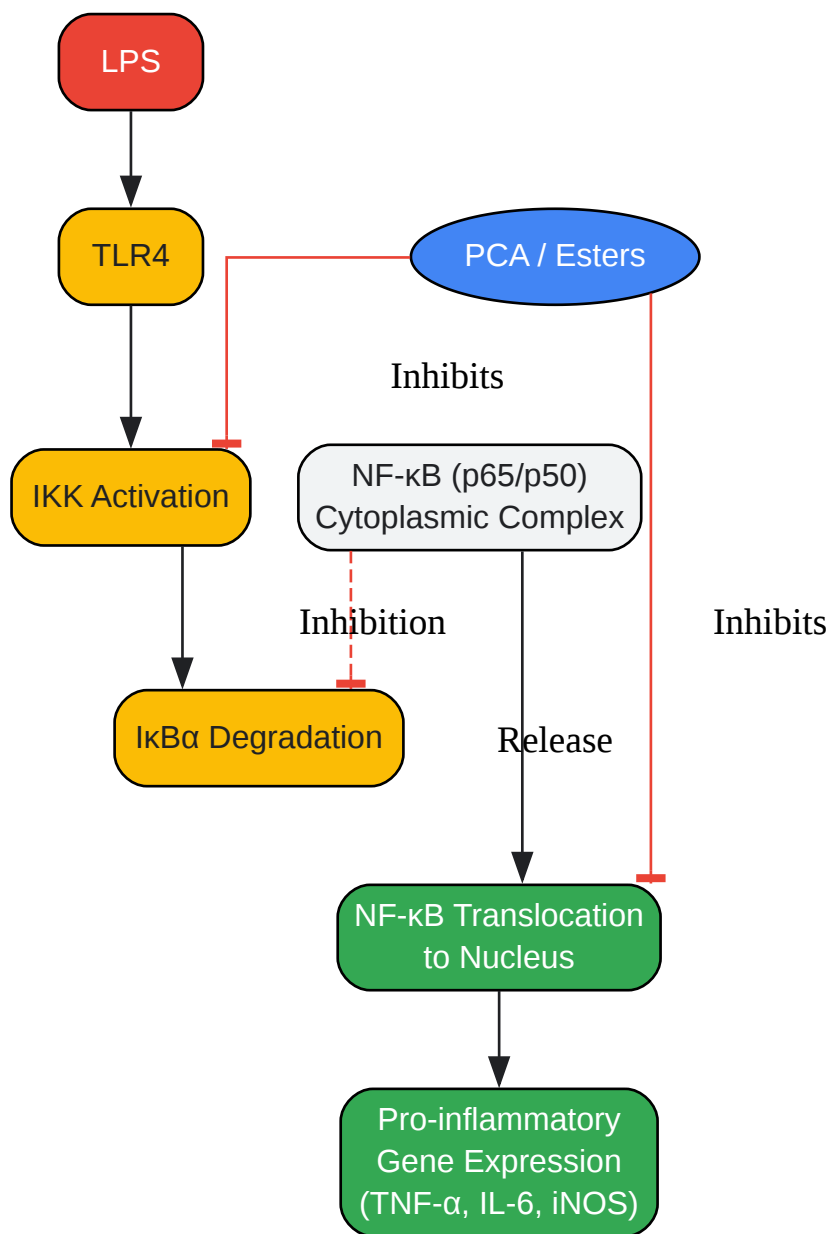 LPS
TLR4
PCA / Esters
Inhibits
IKK Activation
NF-κB (p65/p50)
Cytoplasmic Complex
Inhibition
Inhibits
IκBα Degradation
Release
NF-κB Translocation
to Nucleus
Pro-inflammatory
Gene Expression
(TNF-α, IL-6, iNOS)